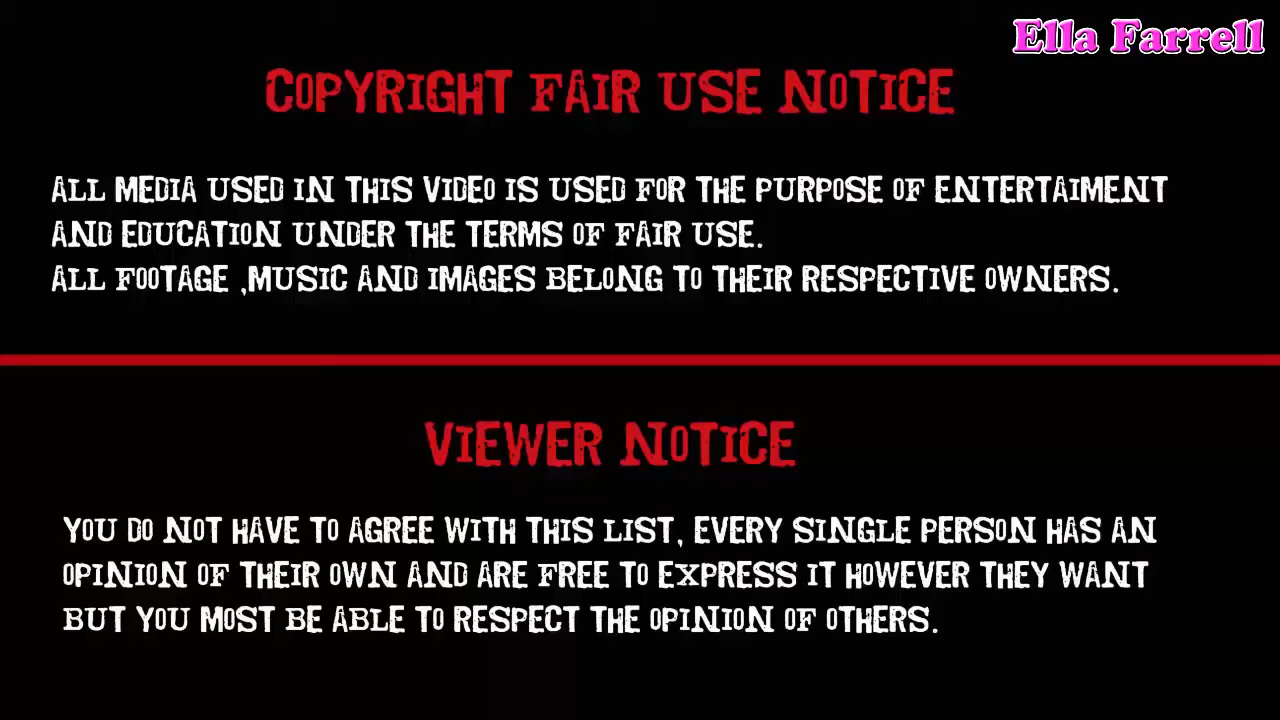 Ella Farrell
COPYRIGHT FAIR USE NOTICE
ALL MEDIA USED IN THIS VIDEO IS USED FOR THE PURPOSE OF ENTERTAIMENT
AND EDUCATION UNDER THE TERMS OF FAIR USE.
ALL FOOTAGE ,MUSIC AND IMAGES BELONG TO THEIR RESPECTIVE OWNERS.
VIEWER NOTICE
YOU DO NOT HAVE TO AGREE WITH THIS LIST, EVERY SINGLE PERSON HAS AN
OPINION OF THEIR OWN AND ARE FREE TO EXPRESS IT HOWEVER THEY WANT
BUT YOU MOST BE ABLE TO RESPECT THE OPINION OF OTHERS.